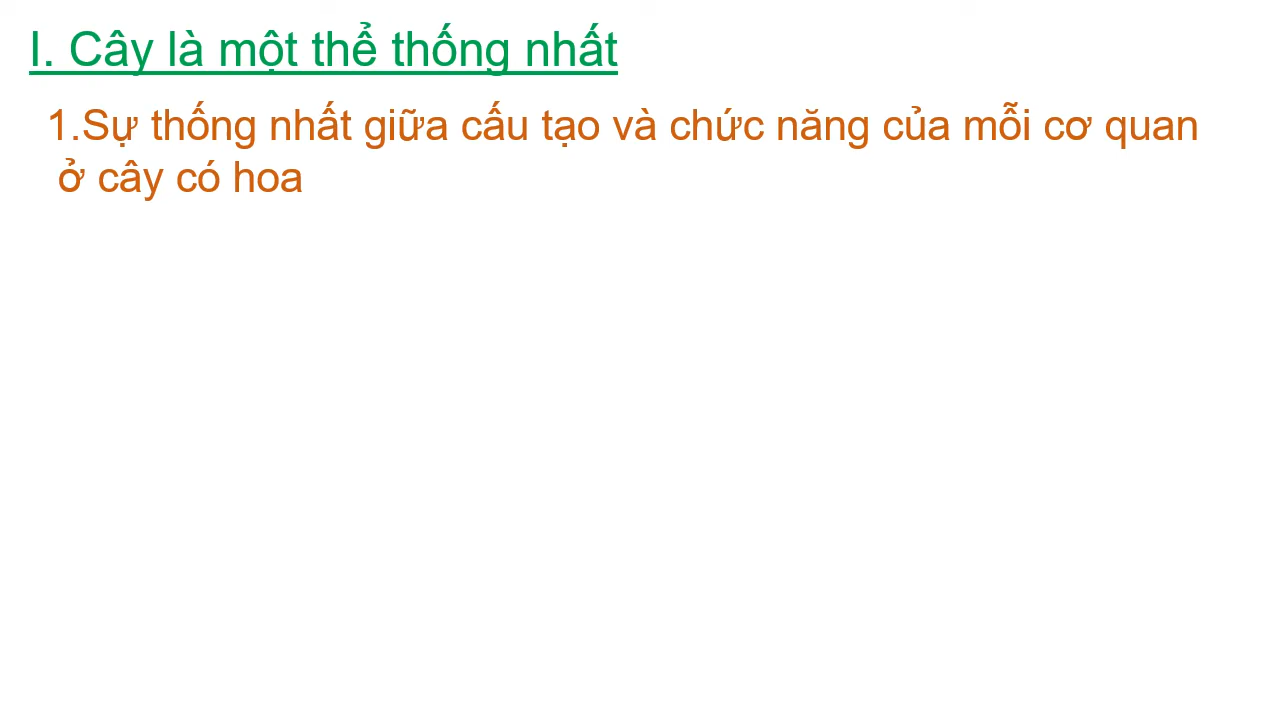 I. Cây là một thể thống nhất
1.Sự thống nhất giữa cấu tạo và chức năng của mỗi cơ quan
ở cây có hoa